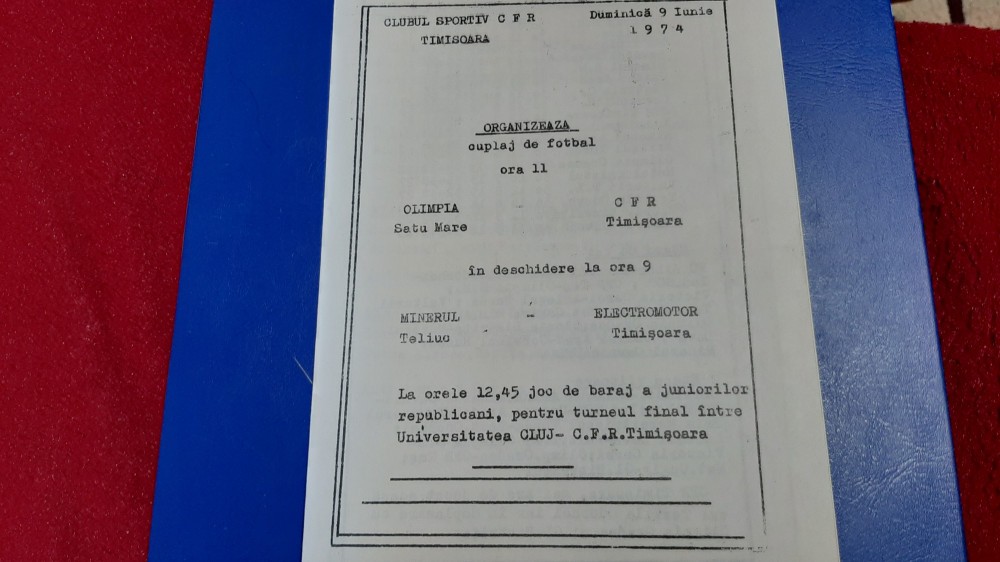 CLUBUL SPORTIV C F R
TIMISOARA
Duminică 9 Iunie
1 9 7 4
ORGANIZEAZA
cuplaj de fotbal
ora 11
OLIMPIA - C F R
Satu Mare Timişoara
în deschidere la ora 9
MINERUL - ELECTROMOTOR
Teliuc - Timişoara
La orele 12,45 joc de baraj a juniorilor
republicani, pentru turneul final între
Universitatea CLUJ- C.F.R.Timişoara